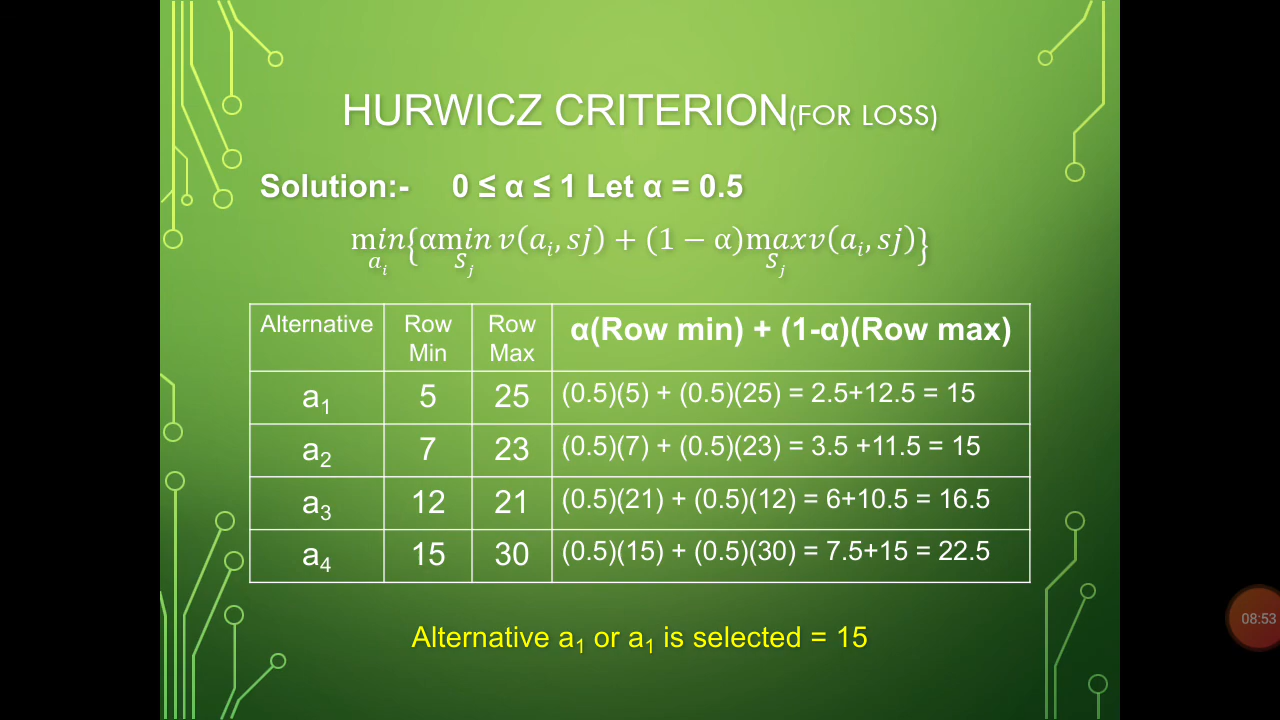 HURWICZ CRITERION(FOR LOSS)
Solution:- 0 ≤ α ≤ 1 Let α = 0.5
min{αmin v(aᵢ, sj) + (1 − α)maxv(aᵢ, sj)}
aᵢ Sⱼ Sⱼ
Alternative Row Min Row Max α(Row min) + (1-α)(Row max)
a₁ 5 25 (0.5)(5) + (0.5)(25) = 2.5+12.5 = 15
a₂ 7 23 (0.5)(7) + (0.5)(23) = 3.5 +11.5 = 15
a₃ 12 21 (0.5)(21) + (0.5)(12) = 6+10.5 = 16.5
a₄ 15 30 (0.5)(15) + (0.5)(30) = 7.5+15 = 22.5
08:53
Alternative a₁ or a₁ is selected = 15